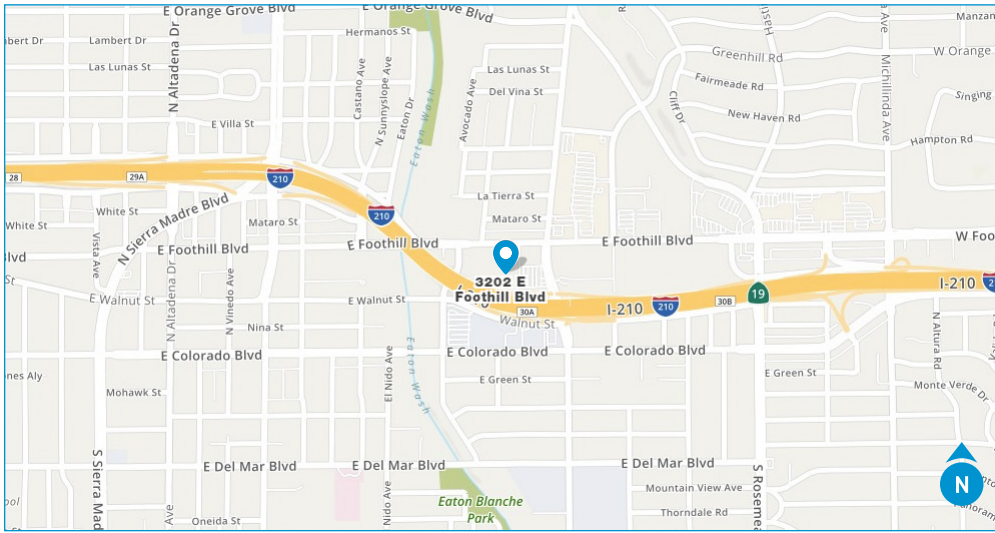 E Orange Grove Blvd
E Orange Grove Blvd
Hermanos St
Lambert Dr
Las Lunas St
N Altadena Dr
Castano Ave
N Sunnyslope Ave
Eaton Dr
Eaton Wash
Avocado Ave
Las Lunas St
Del Vina St
Greenhill Rd
Fairmeade Rd
Cliff Dr
New Haven Rd
Michillinda Ave
W Orange
Singing
Hampton Rd
E Villa St
28
29A
210
210
La Tierra St
Mataro St
White St
White St
N Sierra Madre Blvd
Mataro St
E Foothill Blvd
E Foothill Blvd
E Foothill Blvd
W Foo
lvd
Vista Ave
N Altadena Dr
N Vinedo Ave
3202 E
Foothill Blvd
30A
I-210
210
30B
19
I-210
E Walnut St
E Walnut St
Walnut St
Nina St
E Colorado Blvd
E Colorado Blvd
E Colorado Blvd
El Nido Ave
Eaton Wash
E Green St
E Green St
N Altura Rd
Monte Verde Dr
Mohawk St
S Sierra Mad
E Del Mar Blvd
E Del Mar Blvd
E Del Mar Blvd
S Rosemea
Mountain View Ave
Thorndale Rd
Oneida St
Ave
Nido Ave
Eaton Blanche
Park
N